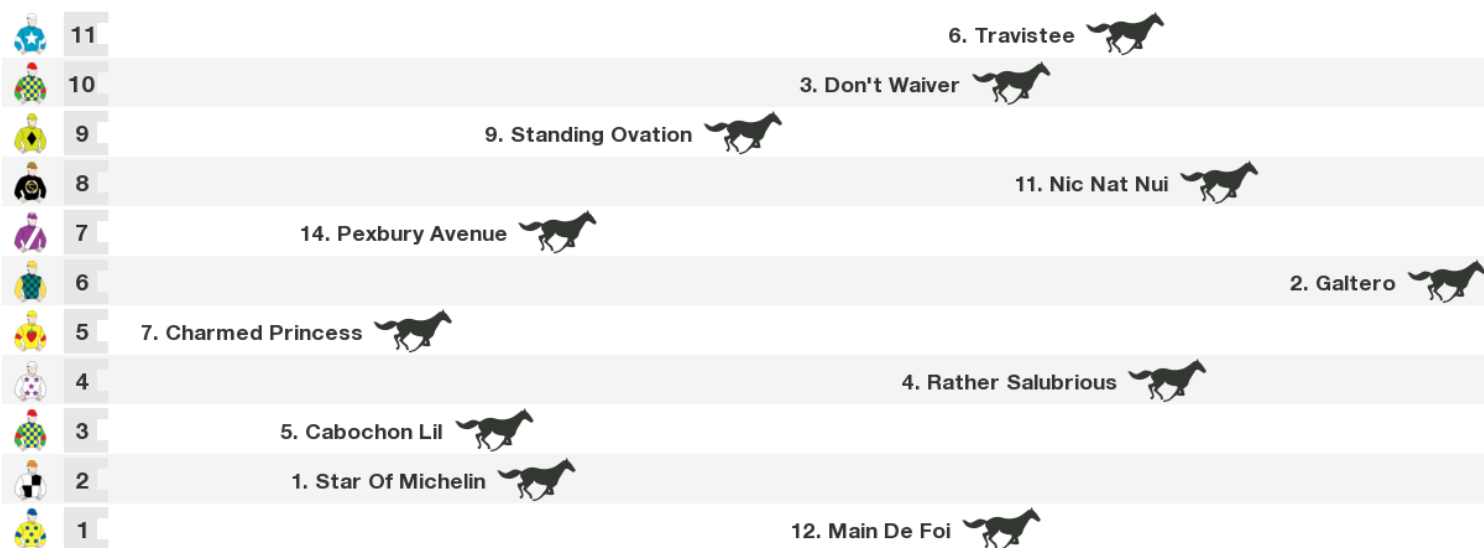 11 6. Travistee
10 3. Don't Waiver
9 9. Standing Ovation
8 11. Nic Nat Nui
7 14. Pexbury Avenue
6 2. Galtero
5 7. Charmed Princess
4 4. Rather Salubrious
3 5. Cabochon Lil
2 1. Star Of Michelin
1 12. Main De Foi